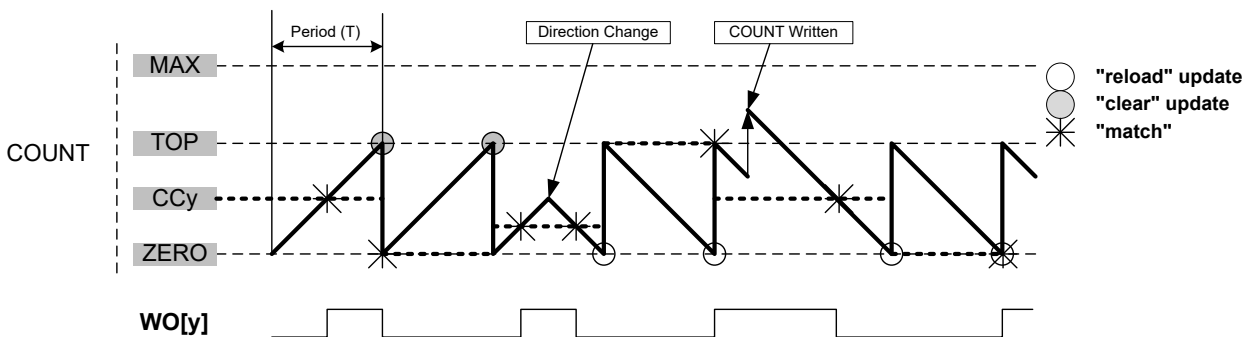 Period (T)
Direction Change
COUNT Written
MAX
"reload" update
"clear" update
TOP
"match"
COUNT
CCy
ZERO
WO[y]